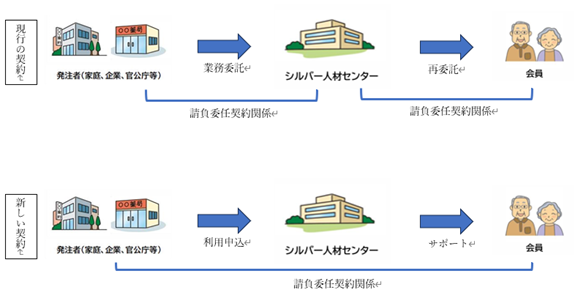 現行の契約
業務委託
再委託
発注者(家庭、企業、官公庁等)
シルバー人材センター
会員
請負委任契約関係
請負委任契約関係
新しい契約
利用申込
サポート
発注者(家庭、企業、官公庁等)
シルバー人材センター
会員
請負委任契約関係